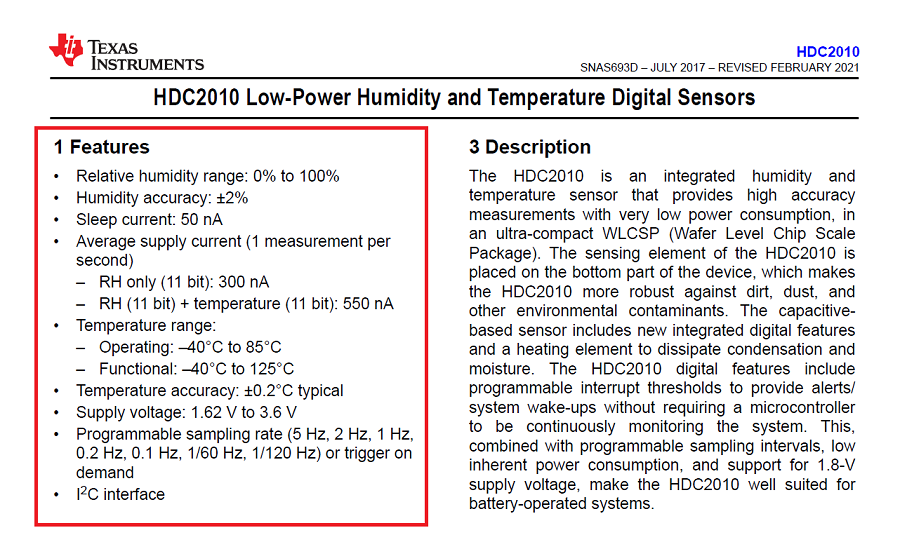 TEXAS
INSTRUMENTS
HDC2010
SNAS693D – JULY 2017 – REVISED FEBRUARY 2021
HDC2010 Low-Power Humidity and Temperature Digital Sensors
1 Features
• Relative humidity range: 0% to 100%
• Humidity accuracy: ±2%
• Sleep current: 50 nA
• Average supply current (1 measurement per
second)
– RH only (11 bit): 300 nA
– RH (11 bit) + temperature (11 bit): 550 nA
• Temperature range:
– Operating: –40°C to 85°C
– Functional: –40°C to 125°C
• Temperature accuracy: ±0.2°C typical
• Supply voltage: 1.62 V to 3.6 V
• Programmable sampling rate (5 Hz, 2 Hz, 1 Hz,
0.2 Hz, 0.1 Hz, 1/60 Hz, 1/120 Hz) or trigger on
demand
• I²C interface
3 Description
The HDC2010 is an integrated humidity and
temperature sensor that provides high accuracy
measurements with very low power consumption, in
an ultra-compact WLCSP (Wafer Level Chip Scale
Package). The sensing element of the HDC2010 is
placed on the bottom part of the device, which makes
the HDC2010 more robust against dirt, dust, and
other environmental contaminants. The capacitive-
based sensor includes new integrated digital features
and a heating element to dissipate condensation and
moisture. The HDC2010 digital features include
programmable interrupt thresholds to provide alerts/
system wake-ups without requiring a microcontroller
to be continuously monitoring the system. This,
combined with programmable sampling intervals, low
inherent power consumption, and support for 1.8-V
supply voltage, make the HDC2010 well suited for
battery-operated systems.